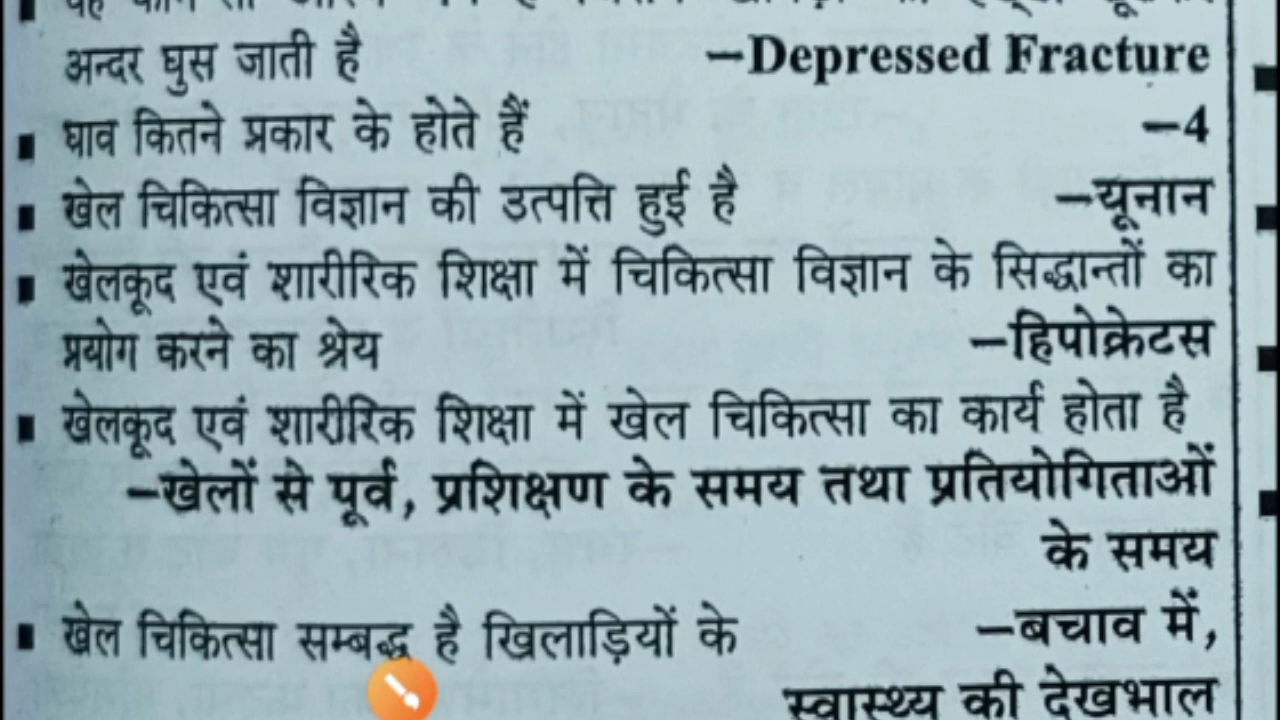 अन्दर घुस जाती है –Depressed Fracture
▪ घाव कितने प्रकार के होते हैं –4
▪ खेल चिकित्सा विज्ञान की उत्पत्ति हुई है –यूनान
▪ खेलकूद एवं शारीरिक शिक्षा में चिकित्सा विज्ञान के सिद्धान्तों का
प्रयोग करने का श्रेय –हिपोक्रेटस
▪ खेलकूद एवं शारीरिक शिक्षा में खेल चिकित्सा का कार्य होता है
–खेलों से पूर्व, प्रशिक्षण के समय तथा प्रतियोगिताओं
के समय
▪ खेल चिकित्सा सम्बद्ध है खिलाड़ियों के –बचाव में,
स्वास्थ्य की देखभाल